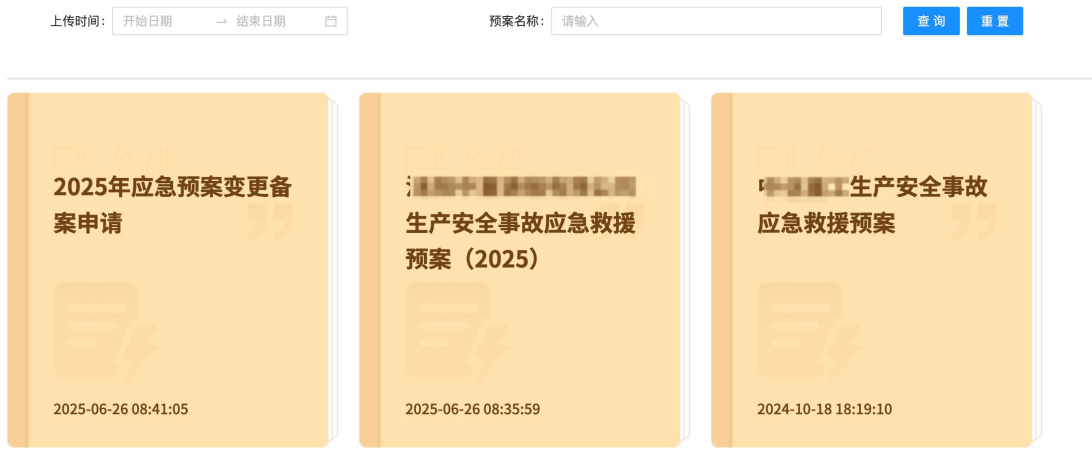 上传时间: 开始日期 → 结束日期 预案名称: 请输入 查询 重置
PLAN PLAN PLAN
2025年应急预案变更备
案申请
生产安全事故应急救援
预案（2025）
生产安全事故
应急救援预案
2025-06-26 08:41:05
2025-06-26 08:35:59
2024-10-18 18:19:10